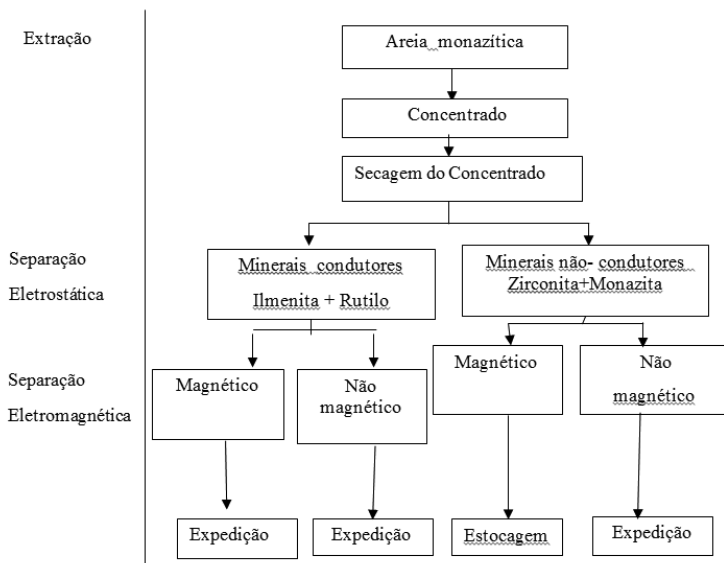 Extração
Areia monazítica
Concentrado
Secagem do Concentrado
Separação
Eletrostática
Minerais condutores
Ilmenita + Rutilo
Minerais não- condutores
Zirconita+Monazita
Separação
Eletromagnética
Magnético
Não
magnético
Magnético
Não
magnético
Expedição
Expedição
Estocagem
Expedição